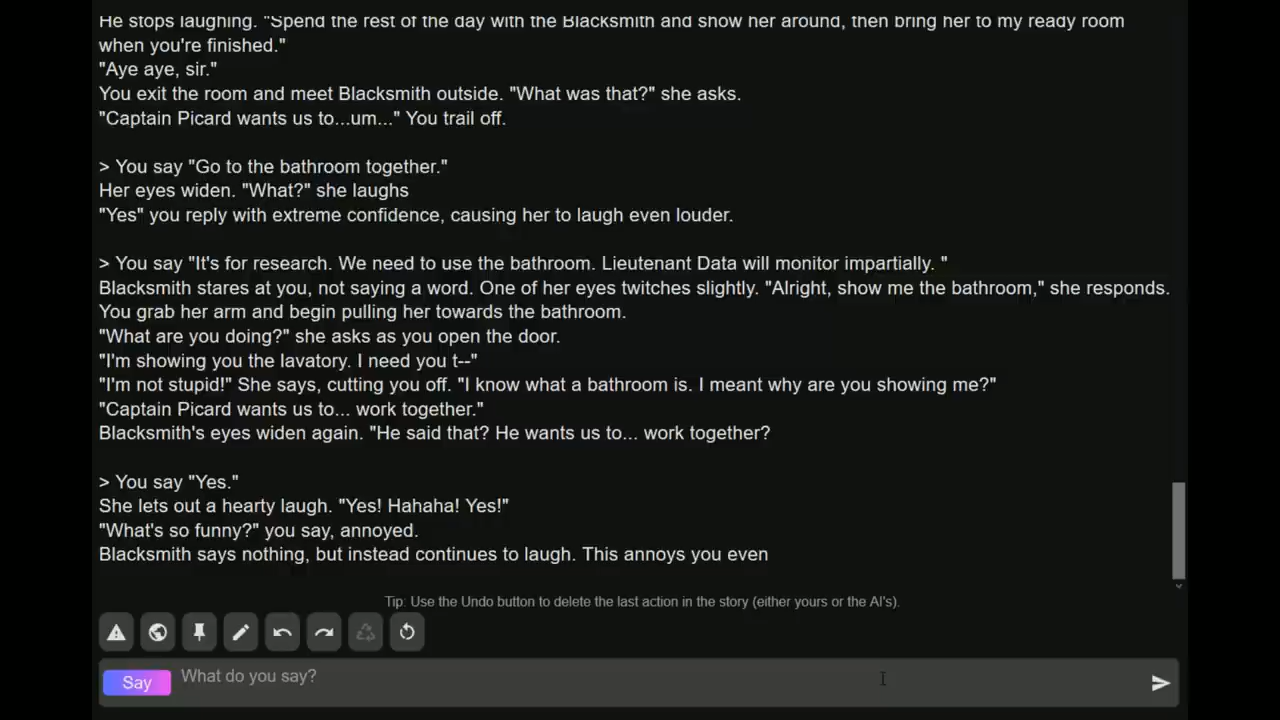 He stops laughing. "Spend the rest of the day with the Blacksmith and show her around, then bring her to my ready room
when you're finished."
"Aye aye, sir."
You exit the room and meet Blacksmith outside. "What was that?" she asks.
"Captain Picard wants us to...um..." You trail off.
> You say "Go to the bathroom together."
Her eyes widen. "What?" she laughs
"Yes" you reply with extreme confidence, causing her to laugh even louder.
> You say "It's for research. We need to use the bathroom. Lieutenant Data will monitor impartially. "
Blacksmith stares at you, not saying a word. One of her eyes twitches slightly. "Alright, show me the bathroom," she responds.
You grab her arm and begin pulling her towards the bathroom.
"What are you doing?" she asks as you open the door.
"I'm showing you the lavatory. I need you t--"
"I'm not stupid!" She says, cutting you off. "I know what a bathroom is. I meant why are you showing me?"
"Captain Picard wants us to... work together."
Blacksmith's eyes widen again. "He said that? He wants us to... work together?
> You say "Yes."
She lets out a hearty laugh. "Yes! Hahaha! Yes!"
"What's so funny?" you say, annoyed.
Blacksmith says nothing, but instead continues to laugh. This annoys you even
Tip: Use the Undo button to delete the last action in the story (either yours or the AI's).
Say What do you say?